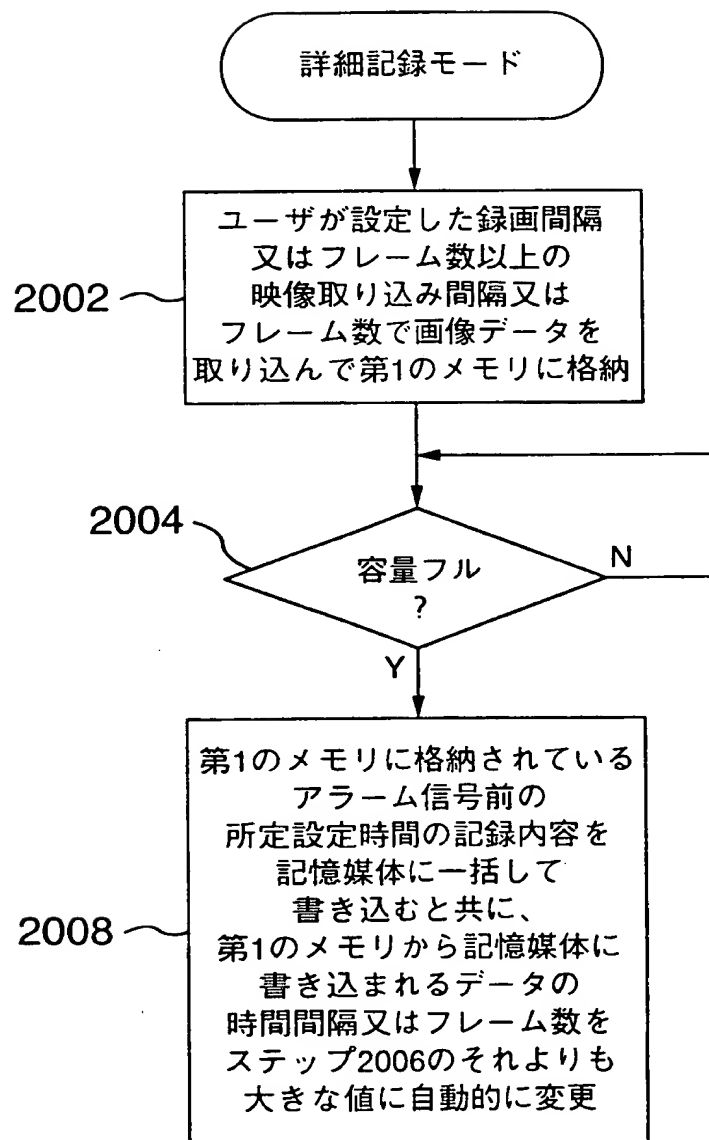 詳細記録モード
2002
ユーザが設定した録画間隔
又はフレーム数以上の
映像取り込み間隔又は
フレーム数で画像データを
取り込んで第1のメモリに格納
2004
容量フル
?
N
Y
2008
第1のメモリに格納されている
アラーム信号前の
所定設定時間の記録内容を
記憶媒体に一括して
書き込むと共に、
第1のメモリから記憶媒体に
書き込まれるデータの
時間間隔又はフレーム数を
ステップ2006のそれよりも
大きな値に自動的に変更